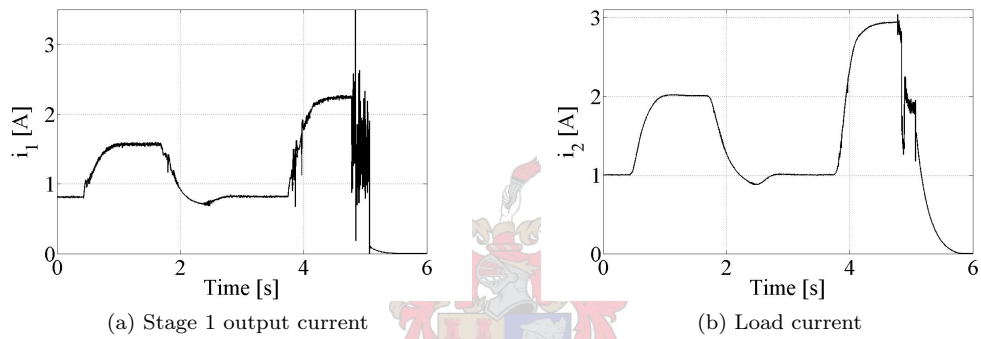 3
2
1
0
i1 [A]
0 2 4 6
Time [s]
(a) Stage 1 output current
3
2
1
0
i2 [A]
0 2 4 6
Time [s]
(b) Load current